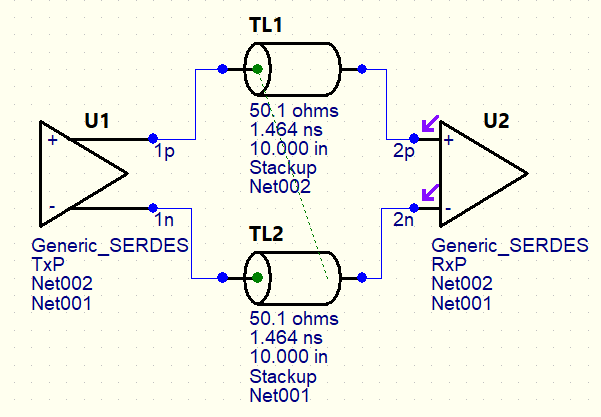 TL1
50.1 ohms
1.464 ns
10.000 in
Stackup
Net002
U1
+
-
1p
1n
Generic_SERDES
TxP
Net002
Net001
U2
+
-
2p
2n
Generic_SERDES
RxP
Net002
Net001
TL2
50.1 ohms
1.464 ns
10.000 in
Stackup
Net001